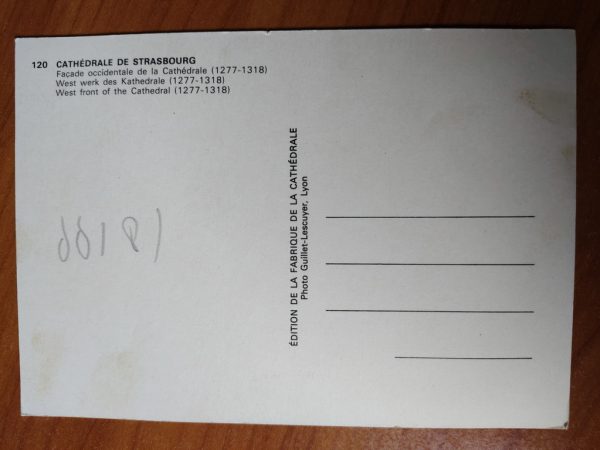 120 CATHÉDRALE DE STRASBOURG
Façade occidentale de la Cathédrale (1277-1318)
West werk des Kathedrale (1277-1318)
West front of the Cathedral (1277-1318)
ÉDITION DE LA FABRIQUE DE LA CATHÉDRALE
Photo Guillet-Lescuyer, Lyon